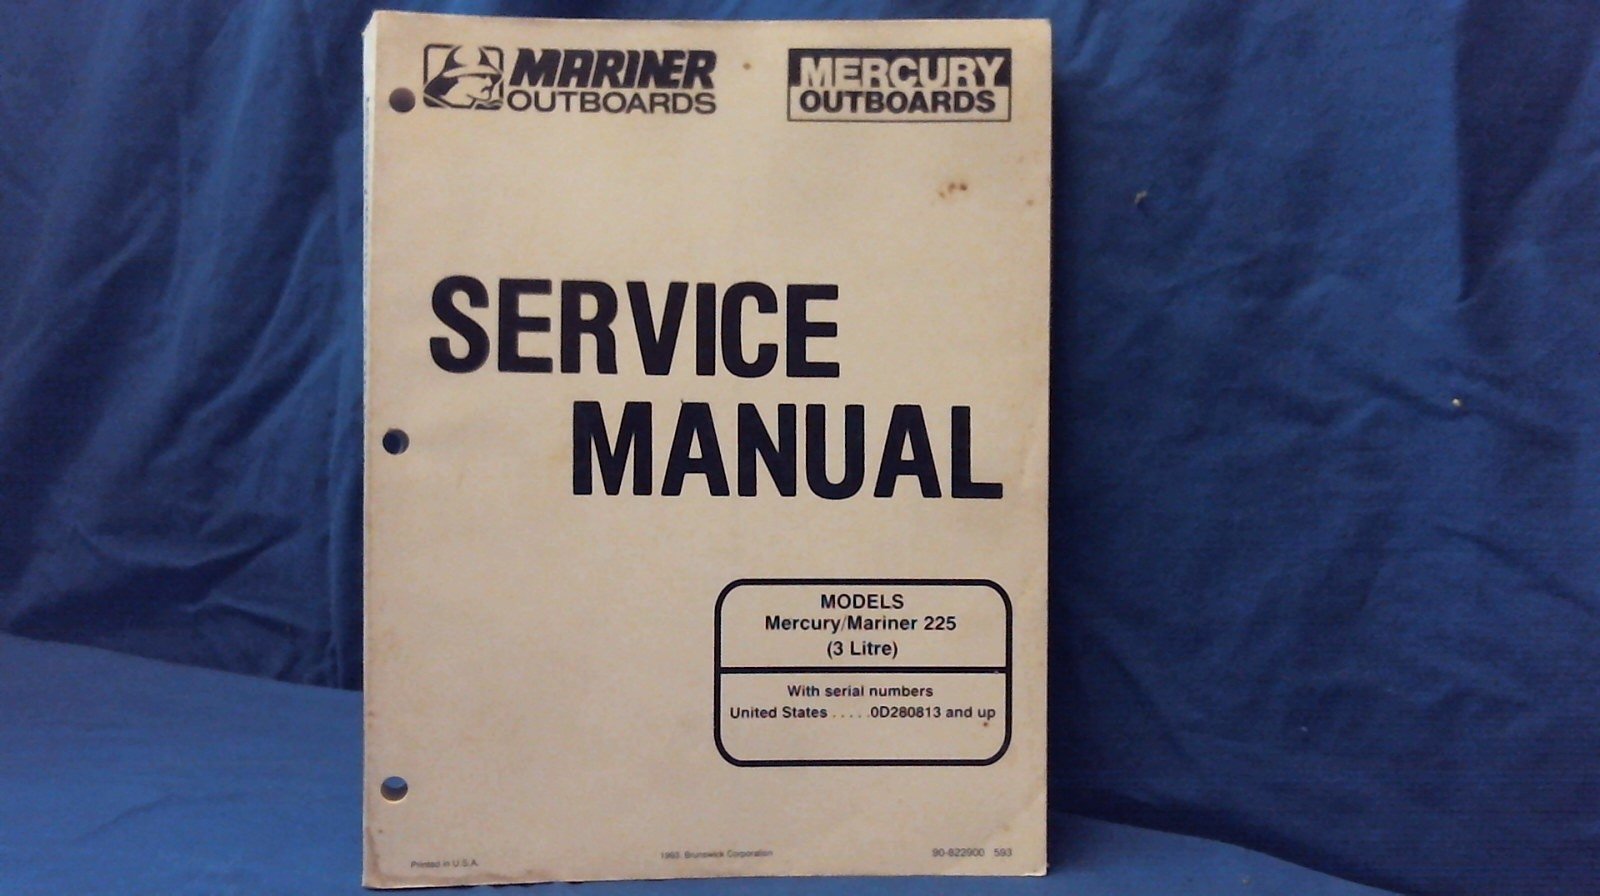 MARINER
OUTBOARDS
MERCURY
OUTBOARDS
SERVICE
MANUAL
MODELS
Mercury/Mariner 225
(3 Litre)
With serial numbers
United States . . . . . 0D280813 and up
Printed in U.S.A.
1993, Brunswick Corporation
90-822900 593